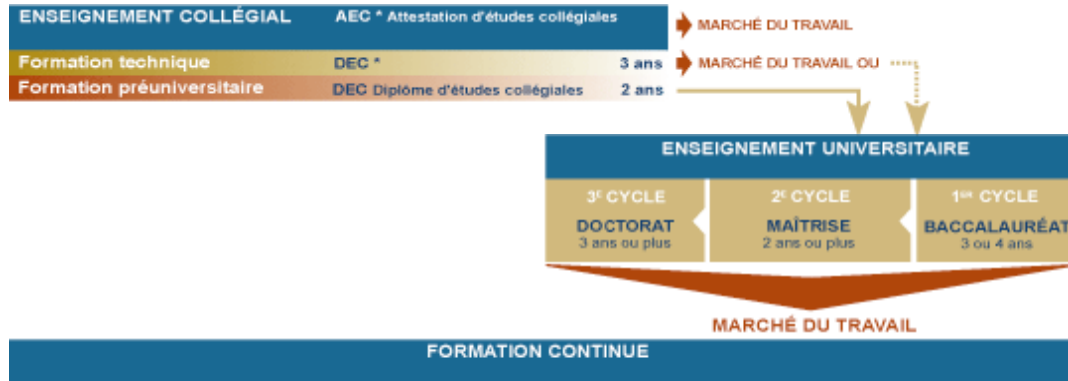 ENSEIGNEMENT COLLÉGIAL AEC * Attestation d'études collégiales
MARCHÉ DU TRAVAIL
Formation technique DEC * 3 ans MARCHÉ DU TRAVAIL OU
Formation préuniversitaire DEC Diplôme d'études collégiales 2 ans
ENSEIGNEMENT UNIVERSITAIRE
3E CYCLE 2E CYCLE 1ER CYCLE
DOCTORAT MAÎTRISE BACCALAURÉAT
3 ans ou plus 2 ans ou plus 3 ou 4 ans
MARCHÉ DU TRAVAIL
FORMATION CONTINUE